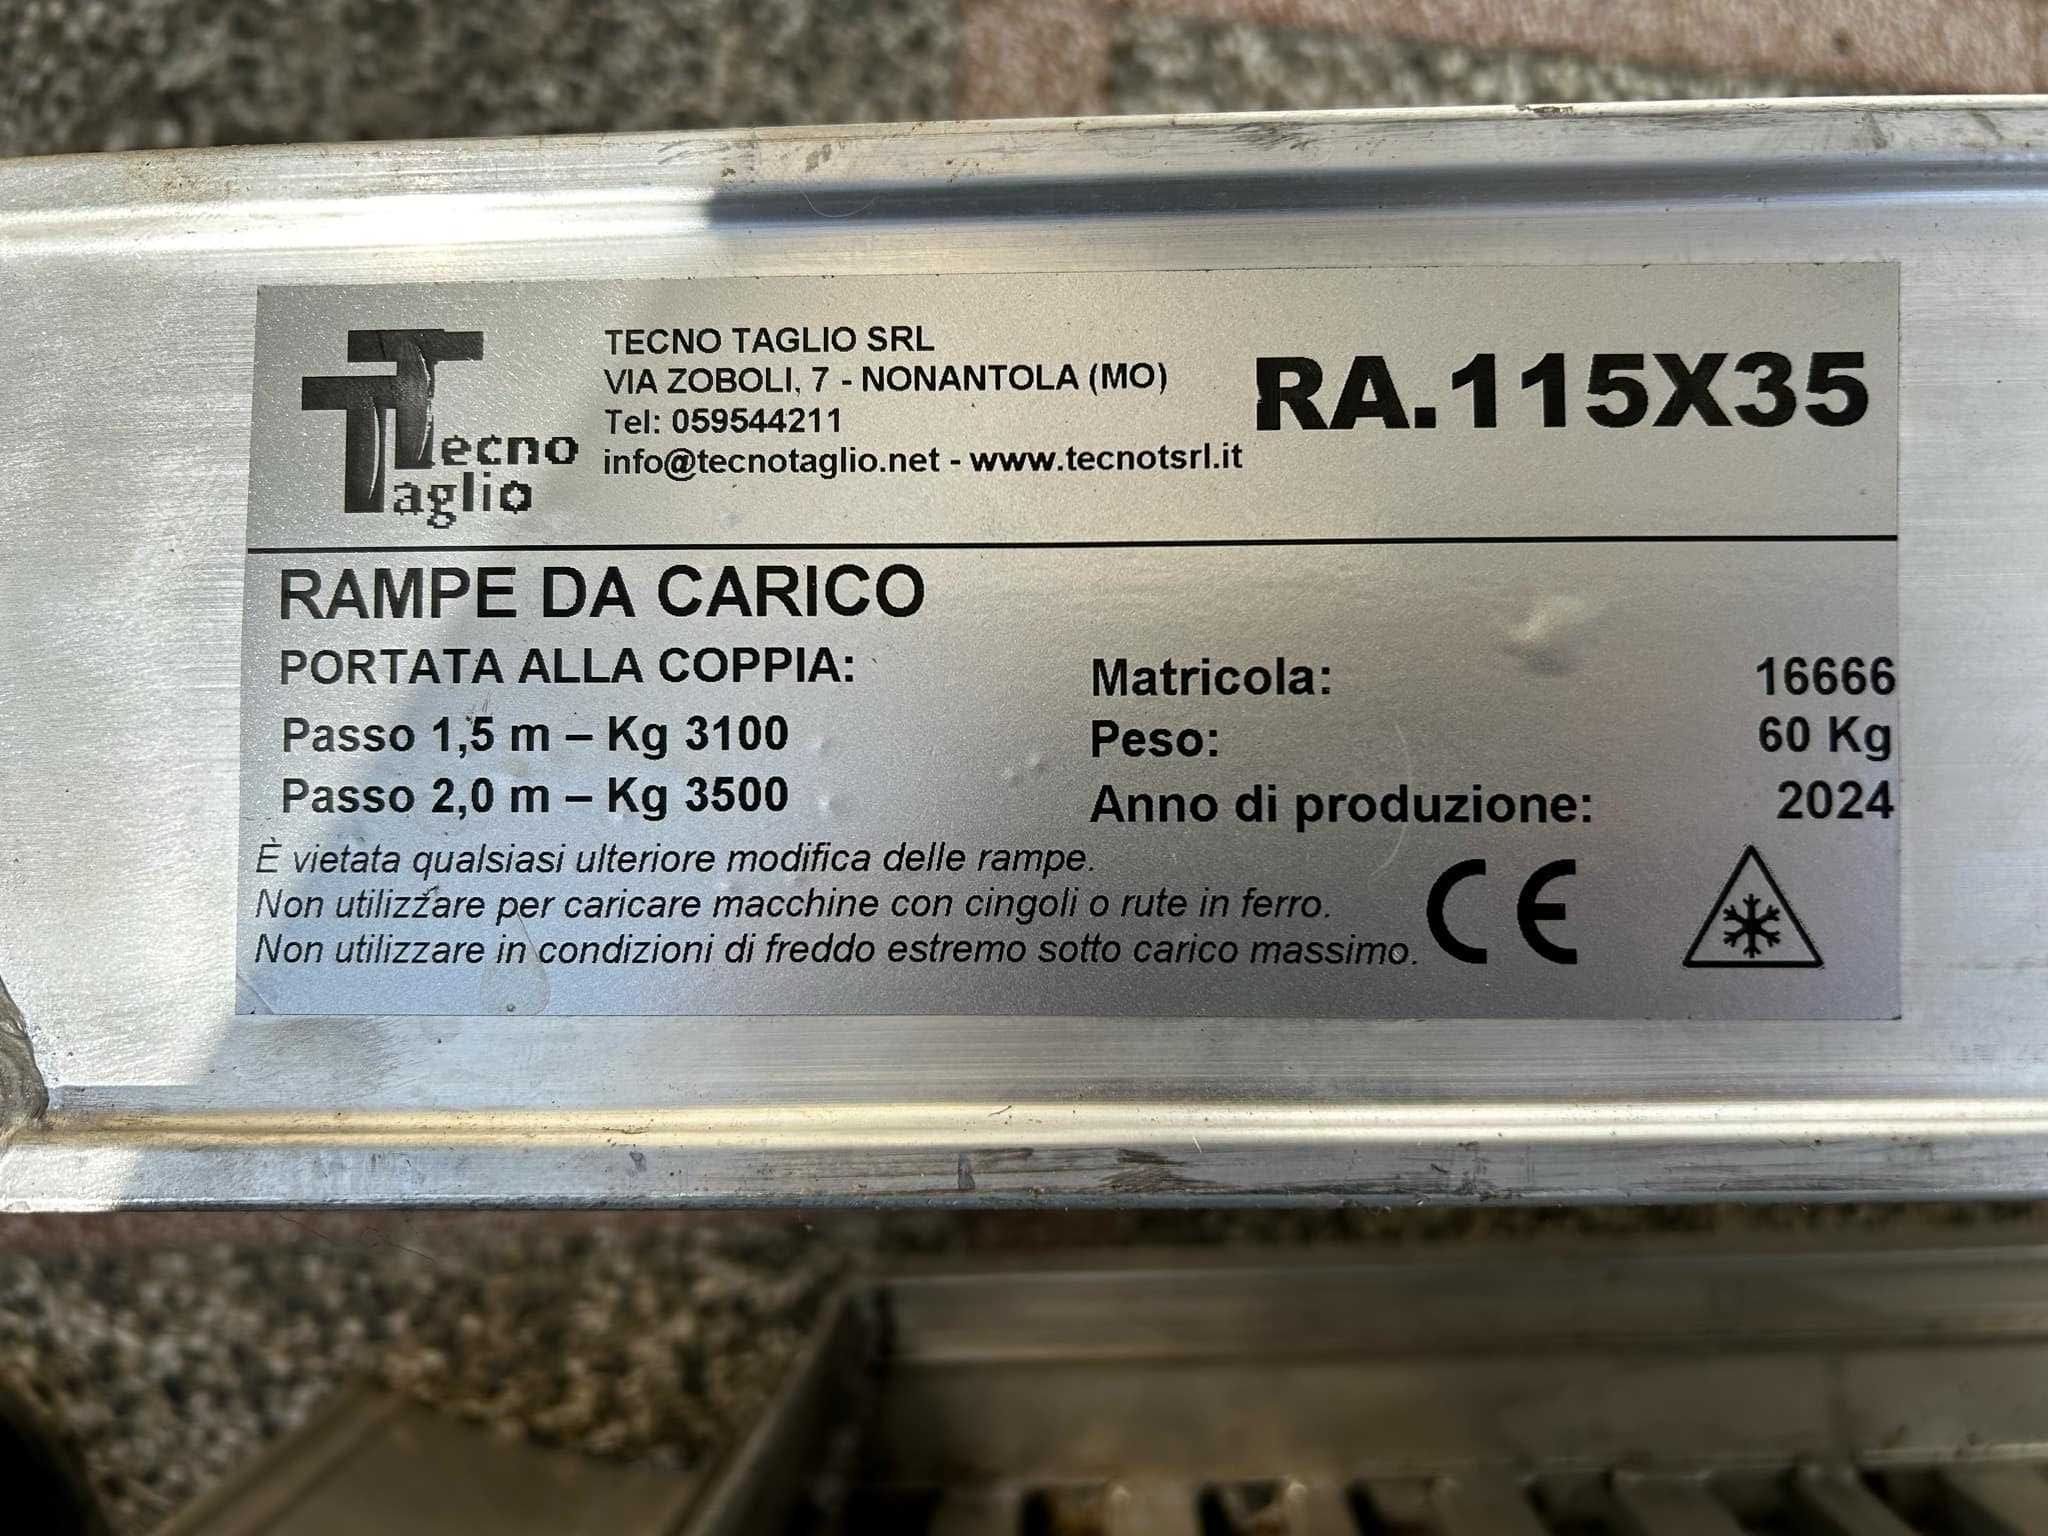 Tecno
Taglio
TECNO TAGLIO SRL
VIA ZOBOLI, 7 - NONANTOLA (MO)
Tel: 059544211
info@tecnotaglio.net - www.tecnotsrl.it
RA.115X35
RAMPE DA CARICO
PORTATA ALLA COPPIA:
Passo 1,5 m – Kg 3100
Passo 2,0 m – Kg 3500
Matricola: 16666
Peso: 60 Kg
Anno di produzione: 2024
È vietata qualsiasi ulteriore modifica delle rampe.
Non utilizzare per caricare macchine con cingoli o rute in ferro.
Non utilizzare in condizioni di freddo estremo sotto carico massimo.
CE